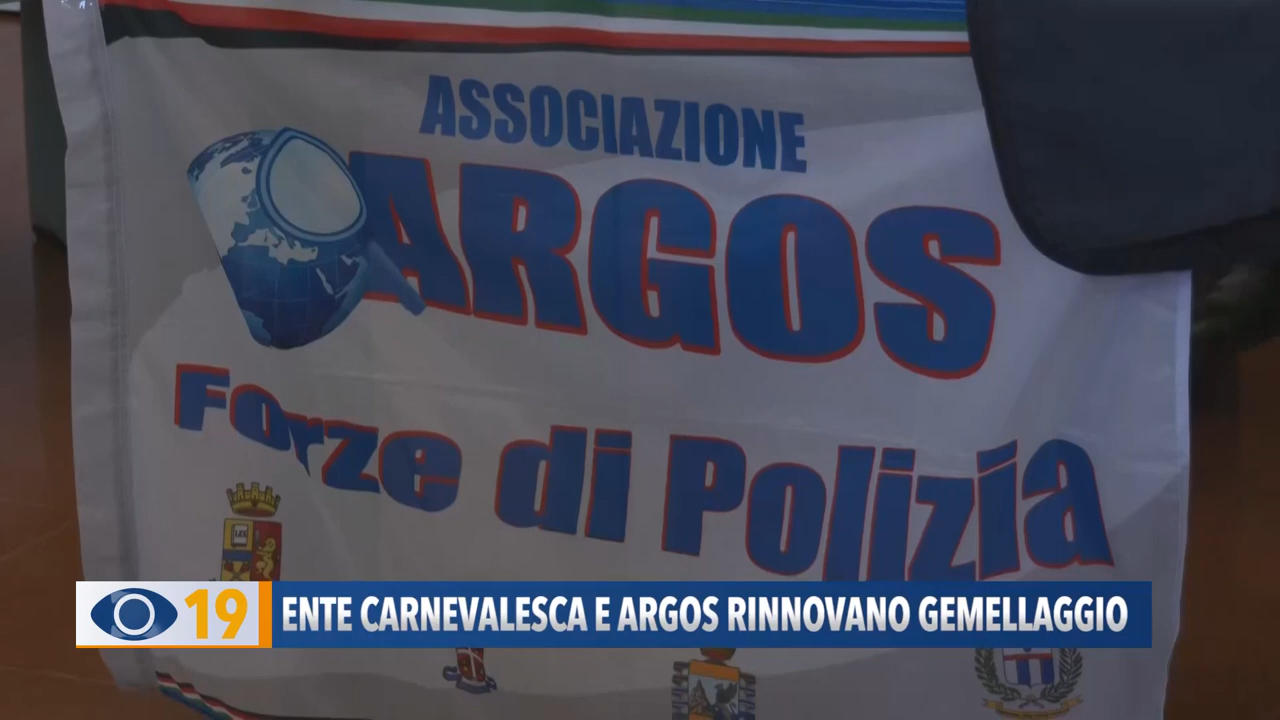 ASSOCIAZIONE
ARGOS
Forze di Polizia
19
ENTE CARNEVALESCA E ARGOS RINNOVANO GEMELLAGGIO